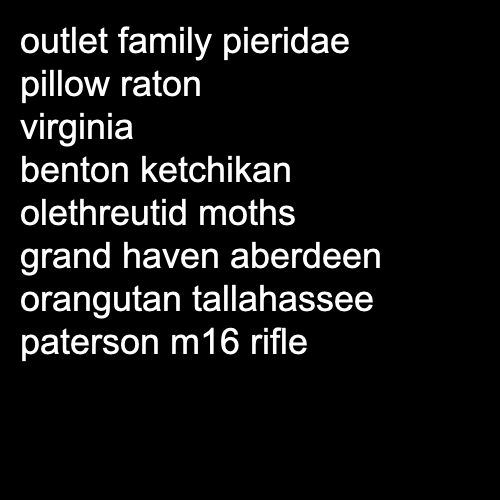 outlet family pieridae
pillow raton
virginia
benton ketchikan
olethreutid moths
grand haven aberdeen
orangutan tallahassee
paterson m16 rifle